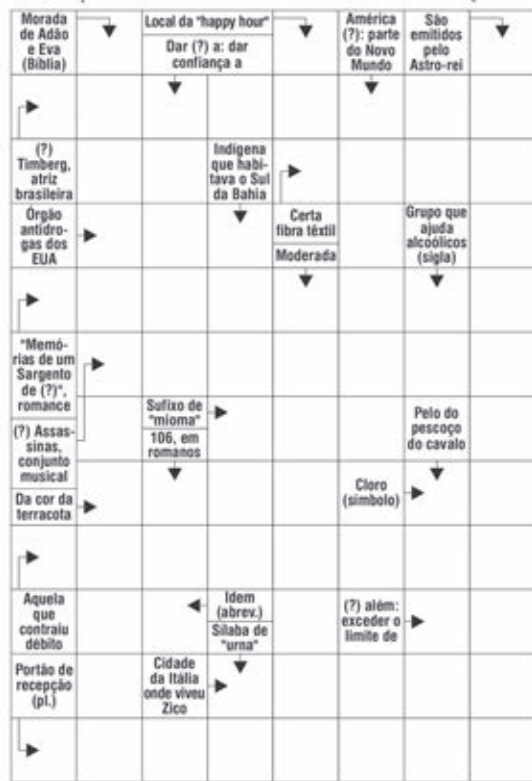 Morada
de Adão
e Eva
(Bíblia)
Local da "happy hour"
Dar (?) a: dar
confiança a
América
(?): parte
do Novo
Mundo
São
emitidos
pelo
Astro-rei
(?)
Timberg,
atriz
brasileira
Indígena
que habi-
tava o Sul
da Bahia
Órgão
antidro-
gas dos
EUA
Certa
fibra têxtil
Moderada
Grupo que
ajuda
alcoólicos
(sigla)
"Memó-
rias de um
Sargento
de (?)",
romance
(?) Assas-
sinas,
conjunto
musical
Sufixo de
"mioma"
106, em
romanos
Pelo do
pescoço
do cavalo
Da cor da
terracota
Cloro
(símbolo)
Aquela
que
contraiu
débito
Idem
(abrev.)
Sílaba de
"urna"
(?) além:
exceder o
limite de
Portão de
recepção
(pl.)
Cidade
da Itália
onde viveu
Zico